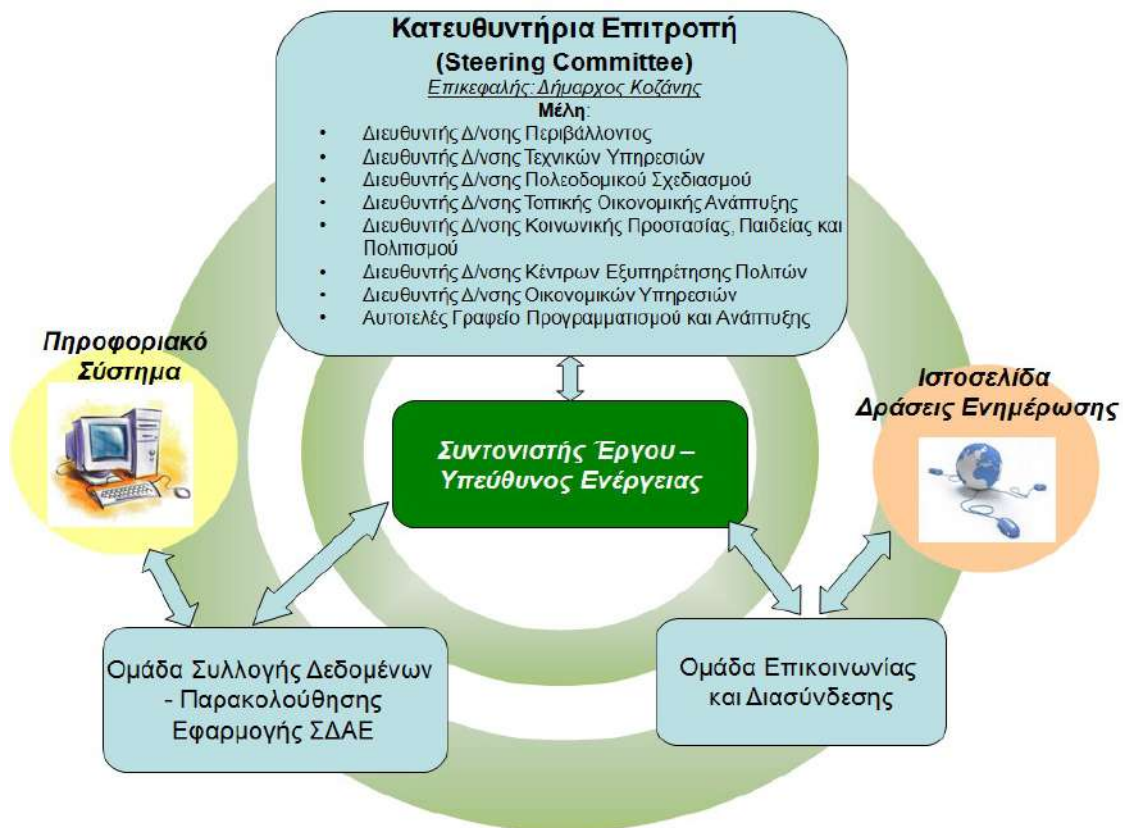 Κατευθυντήρια Επιτροπή
(Steering Committee)
Επικεφαλής: Δήμαρχος Κοζάνης
Μέλη:
• Διευθυντής Δ/νσης Περιβάλλοντος
• Διευθυντής Δ/νσης Τεχνικών Υπηρεσιών
• Διευθυντής Δ/νσης Πολεοδομικού Σχεδιασμού
• Διευθυντής Δ/νσης Τοπικής Οικονομικής Ανάπτυξης
• Διευθυντής Δ/νσης Κοινωνικής Προστασίας, Παιδείας και
Πολιτισμού
• Διευθυντής Δ/νσης Κέντρων Εξυπηρέτησης Πολιτών
• Διευθυντής Δ/νσης Οικονομικών Υπηρεσιών
• Αυτοτελές Γραφείο Προγραμματισμού και Ανάπτυξης
Πηροφοριακό
Σύστημα
Ιστοσελίδα
Δράσεις Ενημέρωσης
Συντονιστής Έργου –
Υπεύθυνος Ενέργειας
Ομάδα Συλλογής Δεδομένων
- Παρακολούθησης
Εφαρμογής ΣΔΑΕ
Ομάδα Επικοινωνίας
και Διασύνδεσης